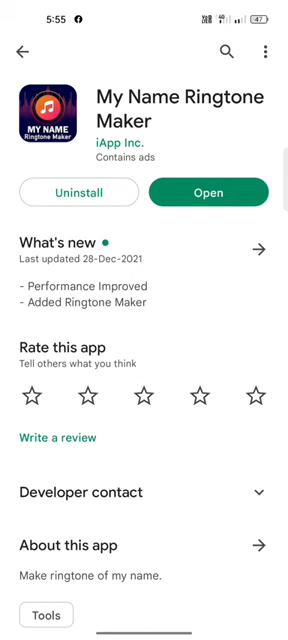 5:55
47
My Name Ringtone
Maker
MY NAME
Ringtone Maker
iApp Inc.
Contains ads
Uninstall
Open
What's new
Last updated 28-Dec-2021
- Performance Improved
- Added Ringtone Maker
Rate this app
Tell others what you think
Write a review
Developer contact
About this app
Make ringtone of my name.
Tools